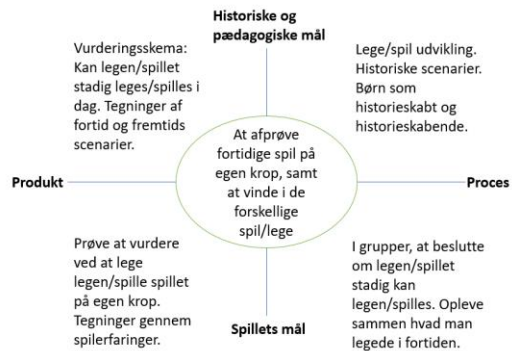 Historiske og
pædagogiske mål
Vurderingsskema:
Kan legen/spillet
stadig leges/spilles i
dag. Tegninger af
fortid og fremtids
scenarier.
Lege/spil udvikling.
Historiske scenarier.
Børn som
historieskabt og
historieskabende.
At afprøve
fortidige spil på
egen krop, samt
at vinde i de
forskellige
spil/lege
Produkt
Proces
Prøve at vurdere
ved at lege
legen/spille spillet
på egen krop.
Tegninger gennem
spilerfaringer.
I grupper, at beslutte
om legen/spillet
stadig kan
legen/spilles. Opleve
sammen hvad man
legede i fortiden.
Spillets mål